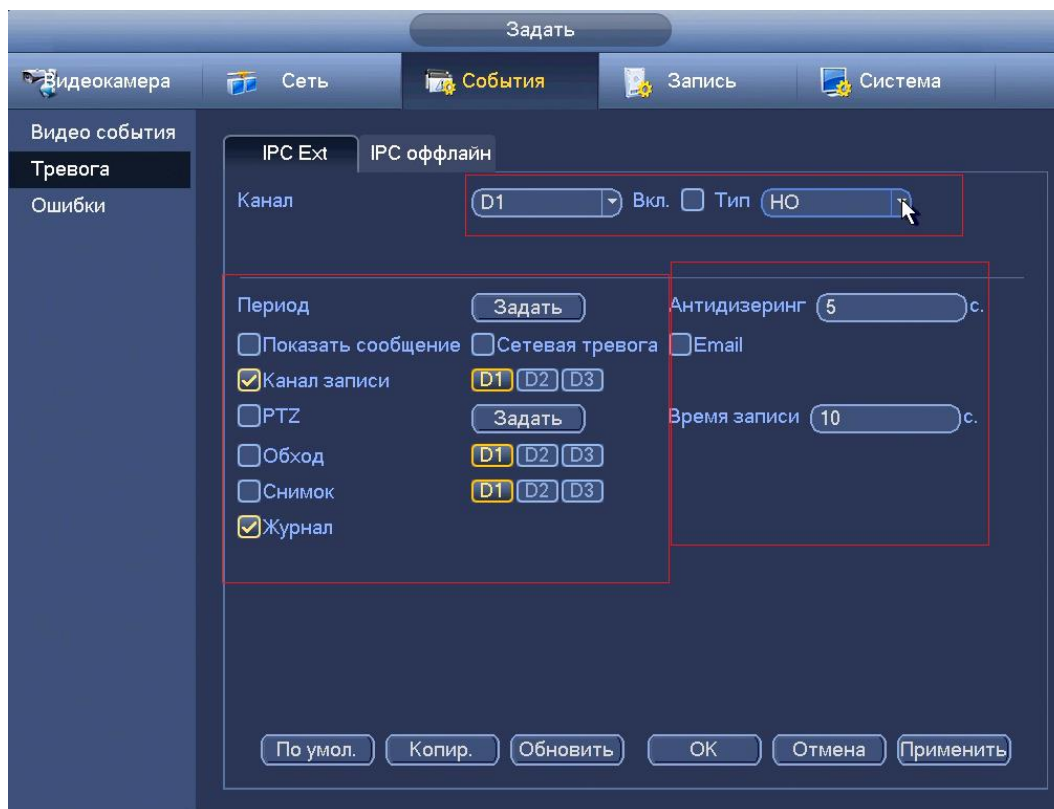 Задать
Видеокамера Сеть События Запись Система
Видео события
Тревога
Ошибки
IPC Ext IPC оффлайн
Канал D1 Вкл. Тип НО
Период Задать Антидизеринг 5 с.
Показать сообщение Сетевая тревога Email
Канал записи D1 D2 D3
PTZ Задать Время записи 10 с.
Обход D1 D2 D3
Снимок D1 D2 D3
Журнал
По умол. Копир. Обновить OK Отмена Применить